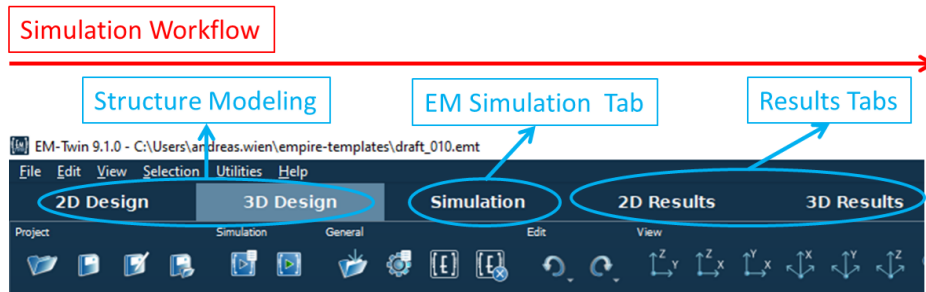 Simulation Workflow
Structure Modeling
EM Simulation Tab
Results Tabs
[EM] EM-Twin 9.1.0 - C:\Users\andreas.wien\empire-templates\draft_010.emt
File Edit View Selection Utilities Help
2D Design 3D Design Simulation 2D Results 3D Results
Project Simulation General Edit View
[E] [E] Z Y Z X Y X X Y Z